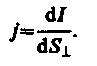 j = dI/dS⊥.